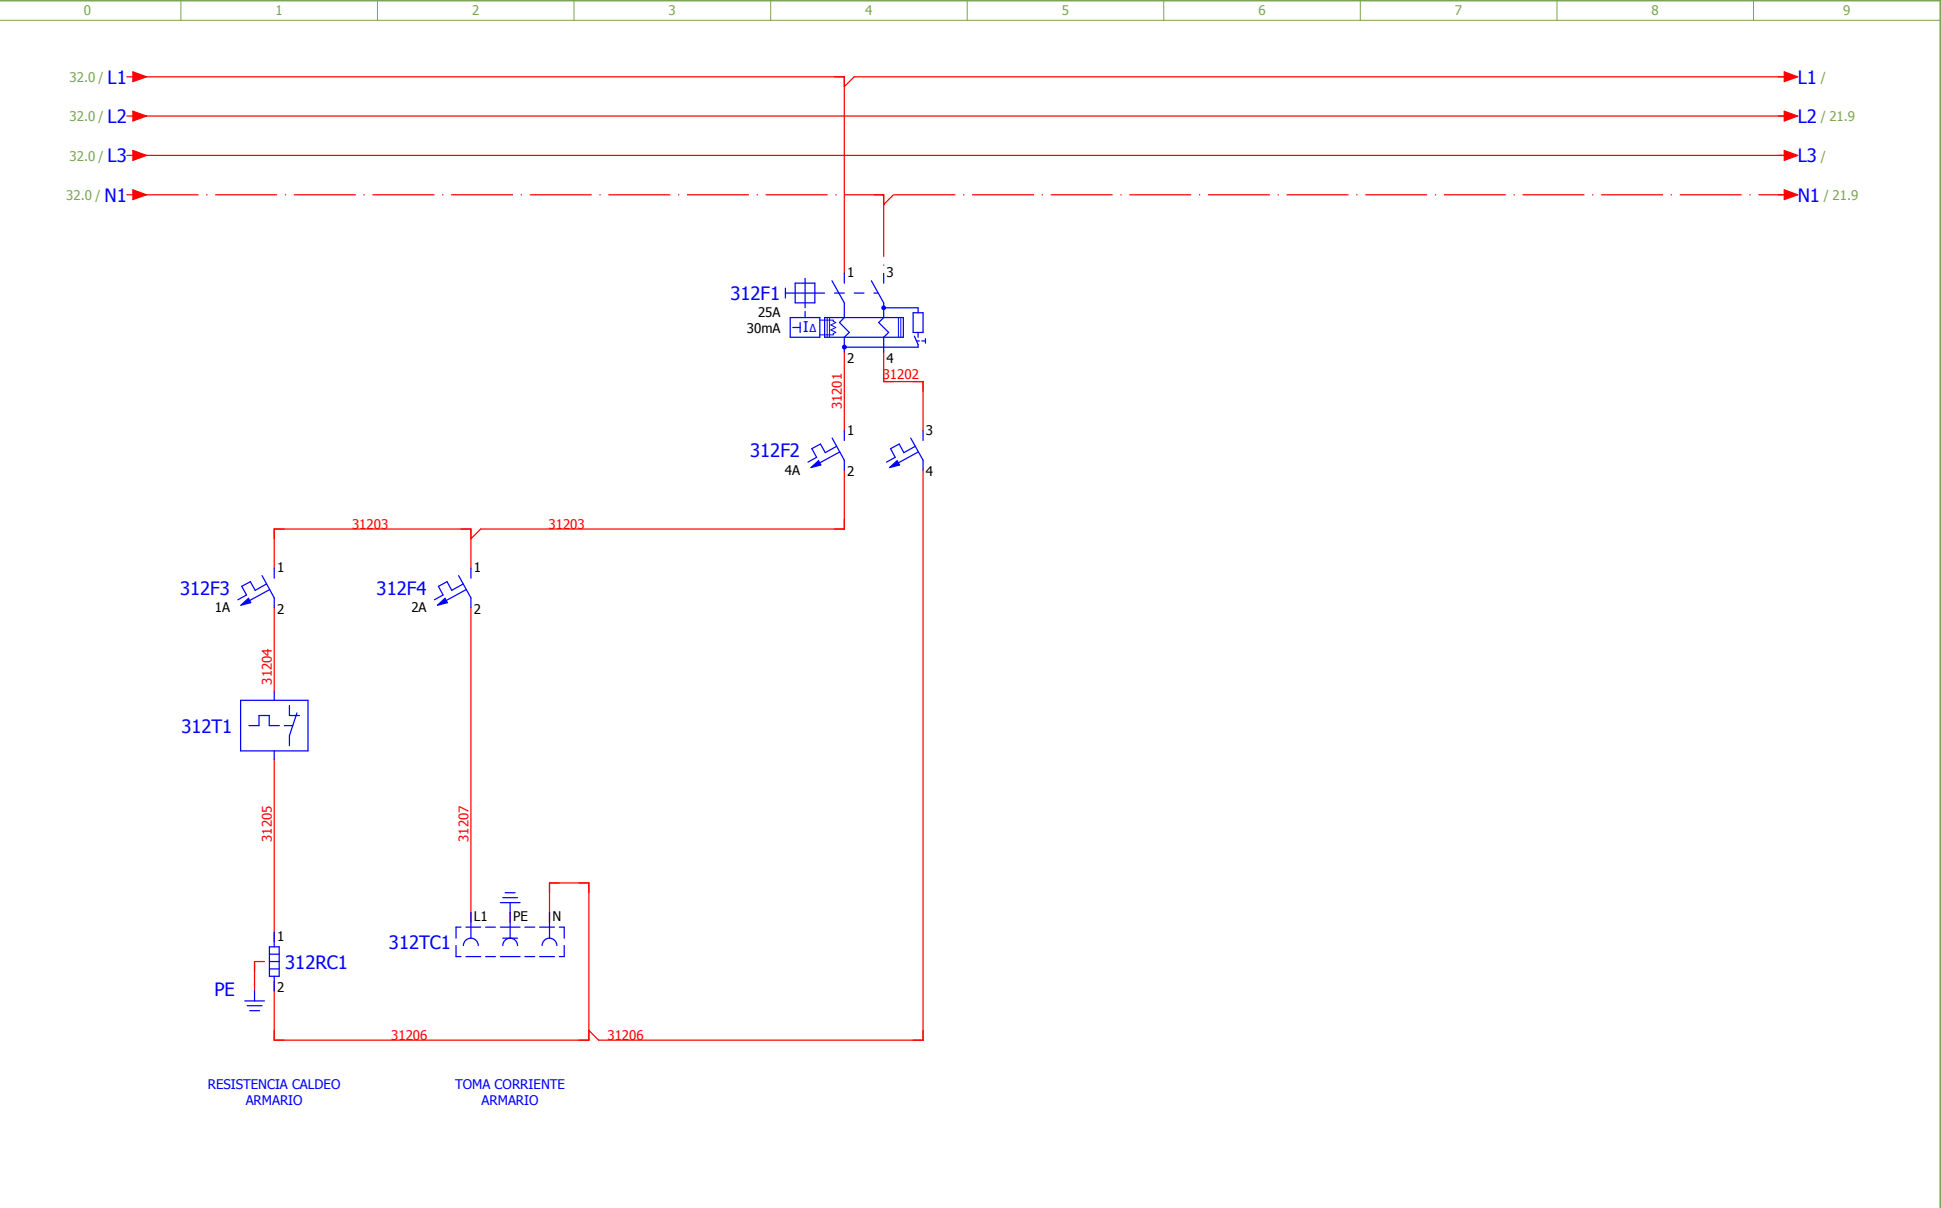 0 1 2 3 4 5 6 7 8 9
32.0 / L1 L1 /
32.0 / L2 L2 / 21.9
32.0 / L3 L3 /
32.0 / N1 N1 / 21.9
1 3
312F1
25A
30mA
IΔ
2 4
31201
31202
1 3
312F2
4A
2 4
31203 31203
1 1
312F3 312F4
1A 2A
2 2
31204
312T1
31205
31207
L1 PE N
312TC1
1
312RC1
PE
2
31206 31206
RESISTENCIA CALDEO
ARMARIO
TOMA CORRIENTE
ARMARIO